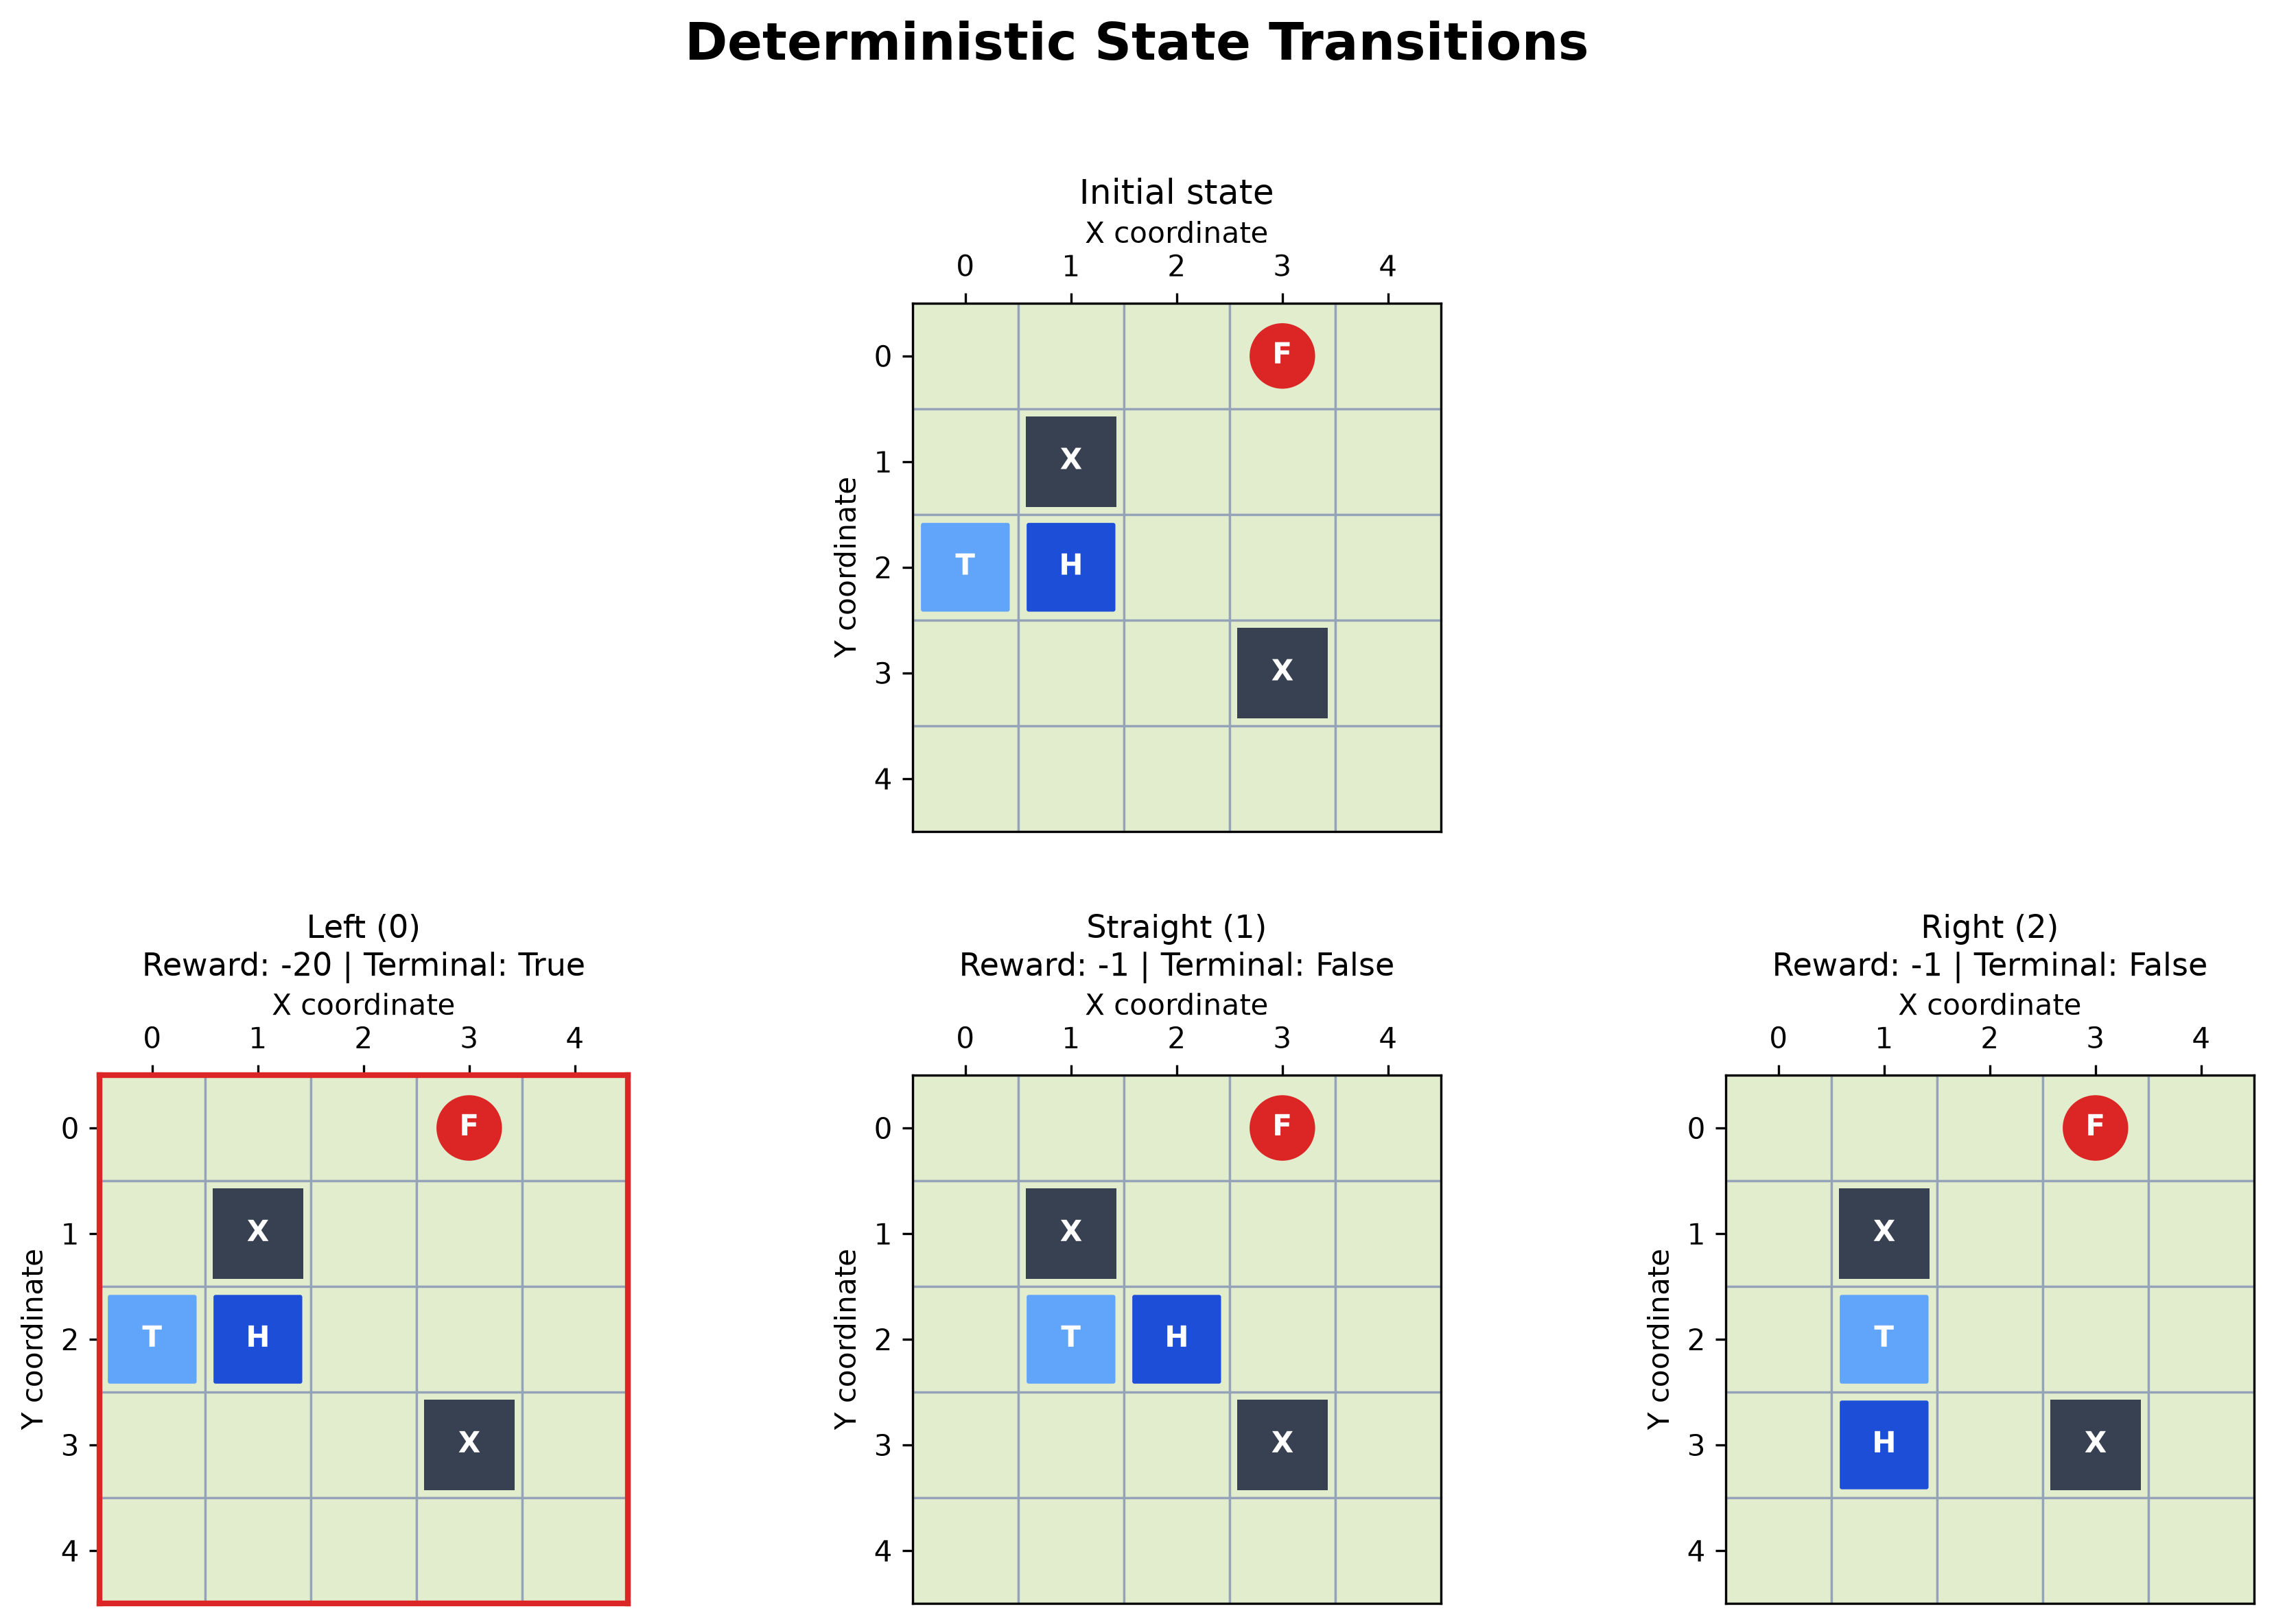 Deterministic State Transitions
Initial state
X coordinate
0 1 2 3 4
Y coordinate
0 F
1 X
2 T H
3 X
4
Left (0)
Reward: -20 | Terminal: True
X coordinate
0 1 2 3 4
Y coordinate
0 F
1 X
2 T H
3 X
4
Straight (1)
Reward: -1 | Terminal: False
X coordinate
0 1 2 3 4
Y coordinate
0 F
1 X
2 T H
3 X
4
Right (2)
Reward: -1 | Terminal: False
X coordinate
0 1 2 3 4
Y coordinate
0 F
1 X
2 T
3 H X
4